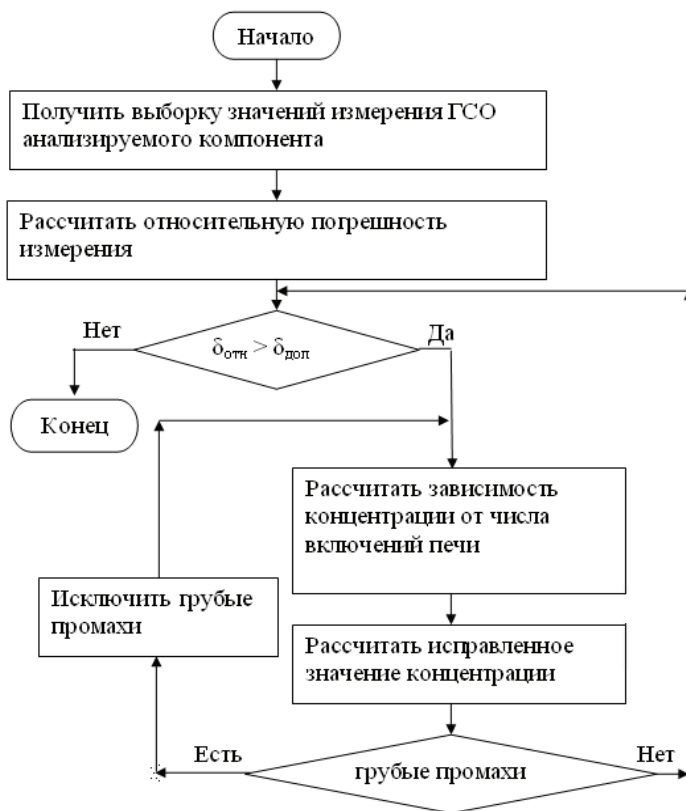 Начало
Получить выборку значений измерения ГСО
анализируемого компонента
Рассчитать относительную погрешность
измерения
Нет
δотн > δдоп
Да
Конец
Рассчитать зависимость
концентрации от числа
включений печи
Исключить грубые
промахи
Рассчитать исправленное
значение концентрации
Есть
грубые промахи
Нет